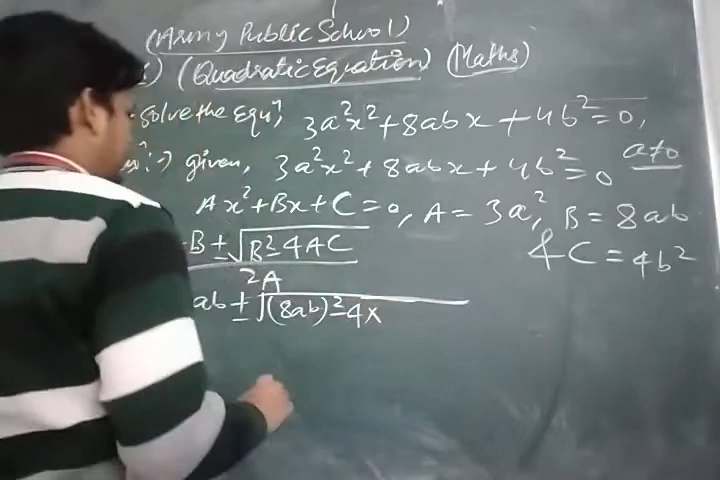 (Army Public School)
(Quadratic Equation) (Maths)
solve the Equⁿ, 3a²x² + 8abx + 4b² = 0,
a≠0
given, 3a²x² + 8abx + 4b² = 0
Ax² + Bx + C = 0, A = 3a², B = 8ab
& C = 4b²
-B ± √B² - 4AC
2A
ab ± √(8ab)² - 4x